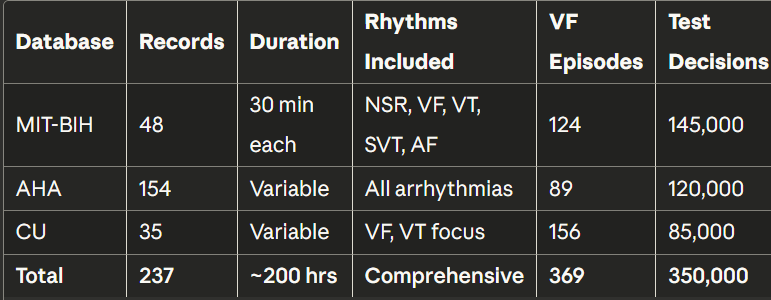 Database Records Duration Rhythms Included VF Episodes Test Decisions
MIT-BIH 48 30 min each NSR, VF, VT, SVT, AF 124 145,000
AHA 154 Variable All arrhythmias 89 120,000
CU 35 Variable VF, VT focus 156 85,000
Total 237 ~200 hrs Comprehensive 369 350,000